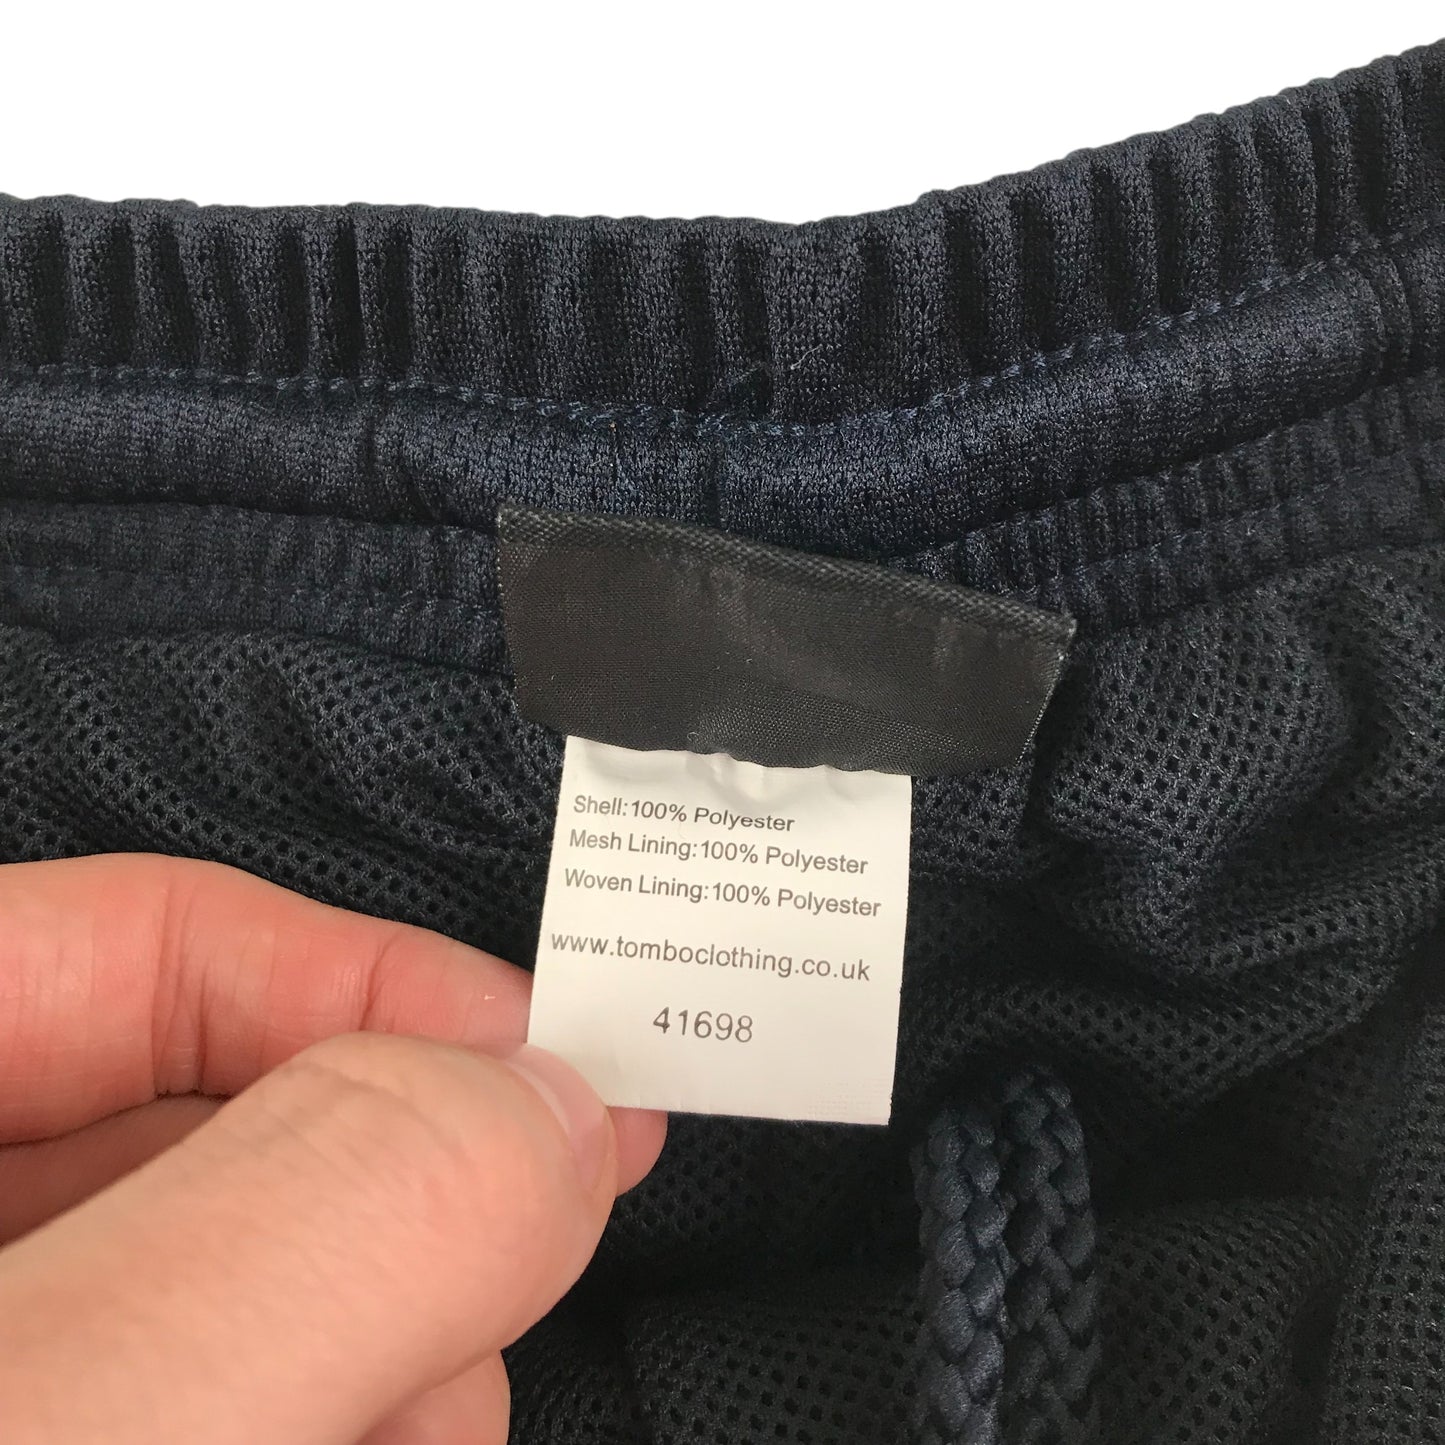 Shell:100% Polyester
Mesh Lining:100% Polyester
Woven Lining:100% Polyester
www.tomboclothing.co.uk
41698